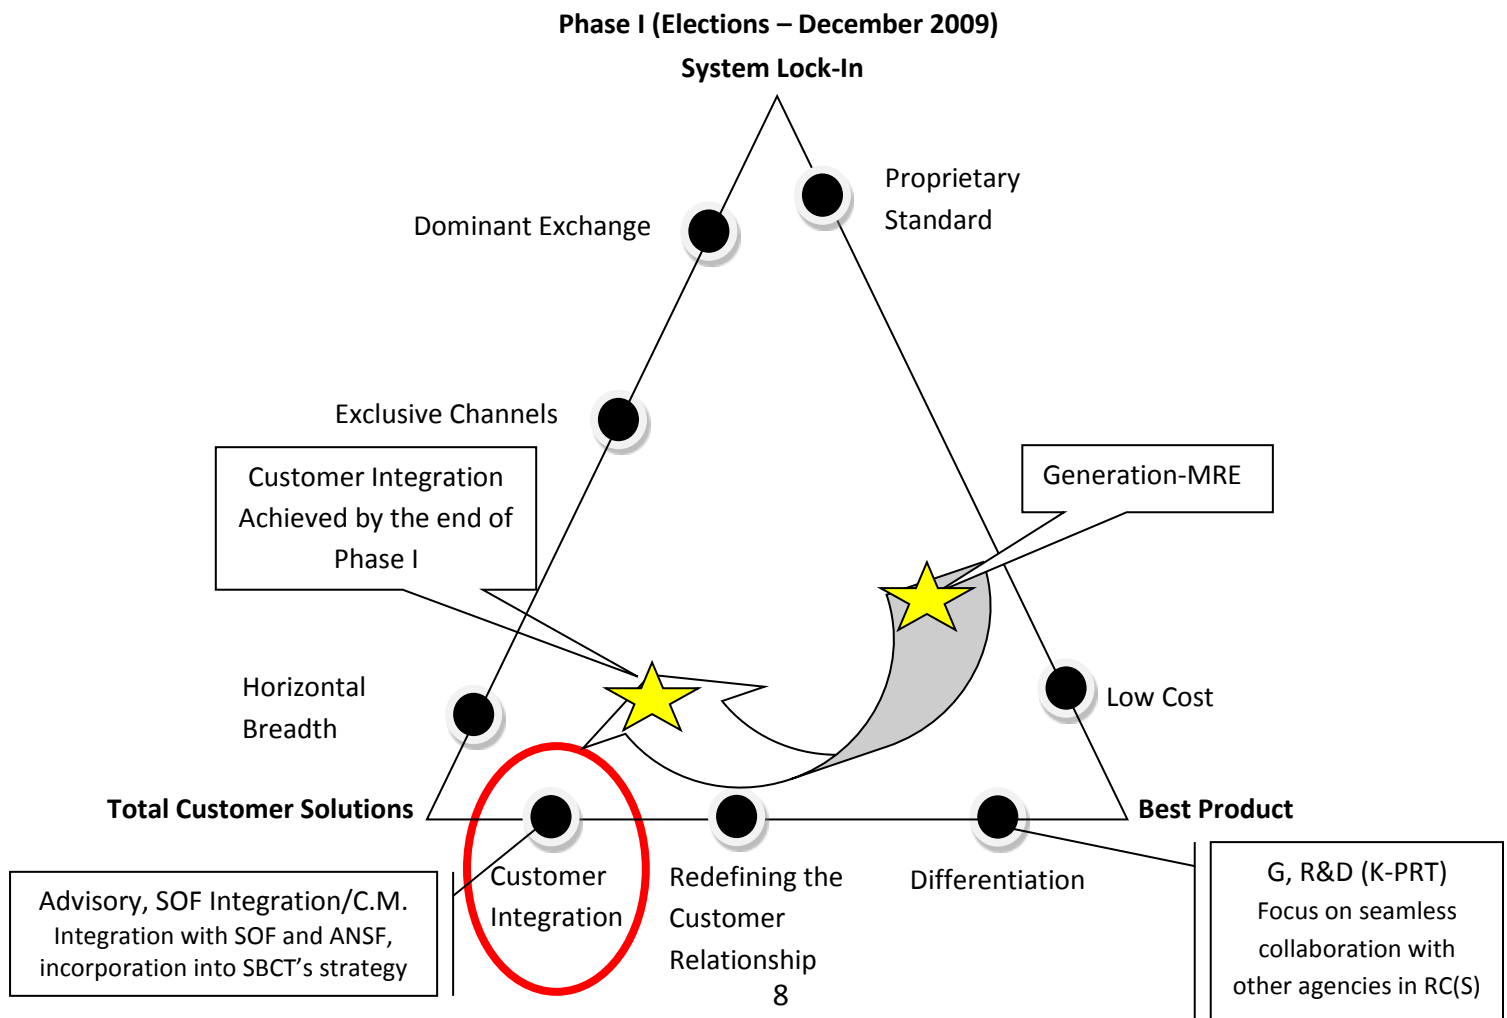 Phase I (Elections – December 2009)
System Lock-In
Proprietary
Standard
Dominant Exchange
Exclusive Channels
Customer Integration
Achieved by the end of
Phase I
Generation-MRE
Horizontal
Breadth
Low Cost
Total Customer Solutions
Best Product
Advisory, SOF Integration/C.M.
Integration with SOF and ANSF,
incorporation into SBCT’s strategy
Customer
Integration
Redefining the
Customer
Relationship
Differentiation
G, R&D (K-PRT)
Focus on seamless
collaboration with
other agencies in RC(S)
8